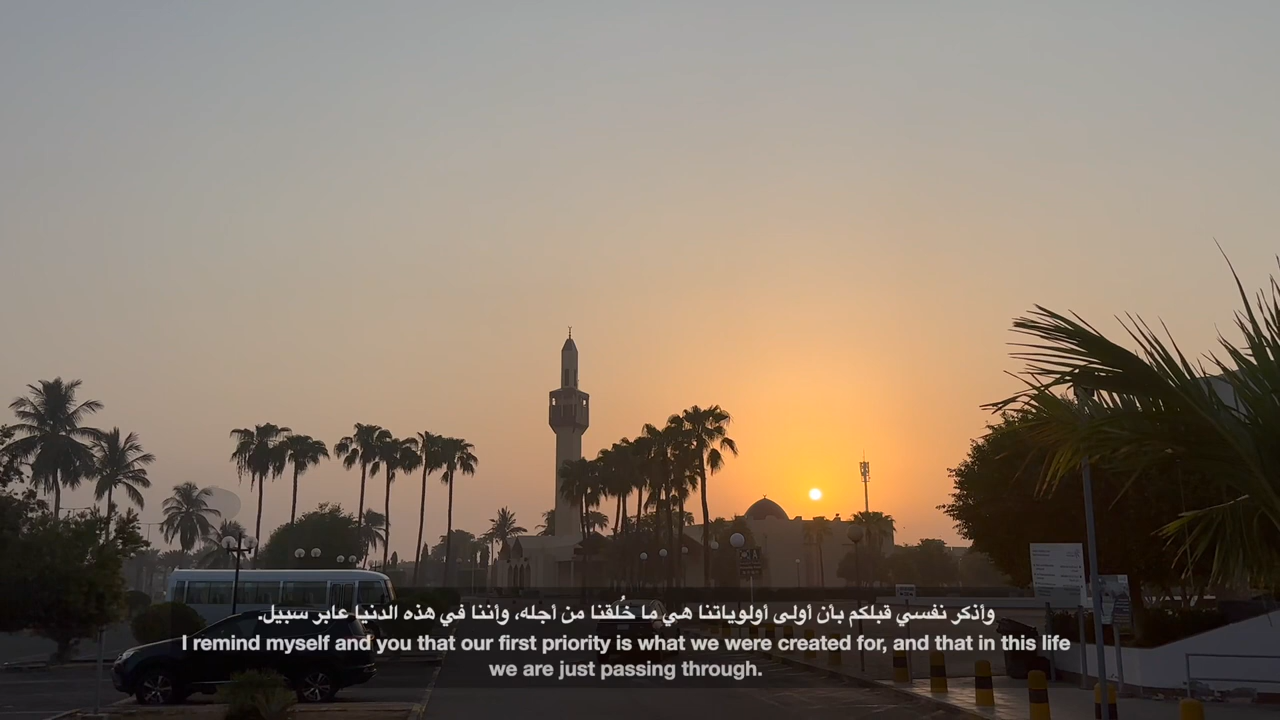 وأذكر نفسي قبلكم بأن أولى أولوياتنا هي ما خُلقنا من أجله، وأننا في هذه الدنيا عابر سبيل.
I remind myself and you that our first priority is what we were created for, and that in this life
we are just passing through.